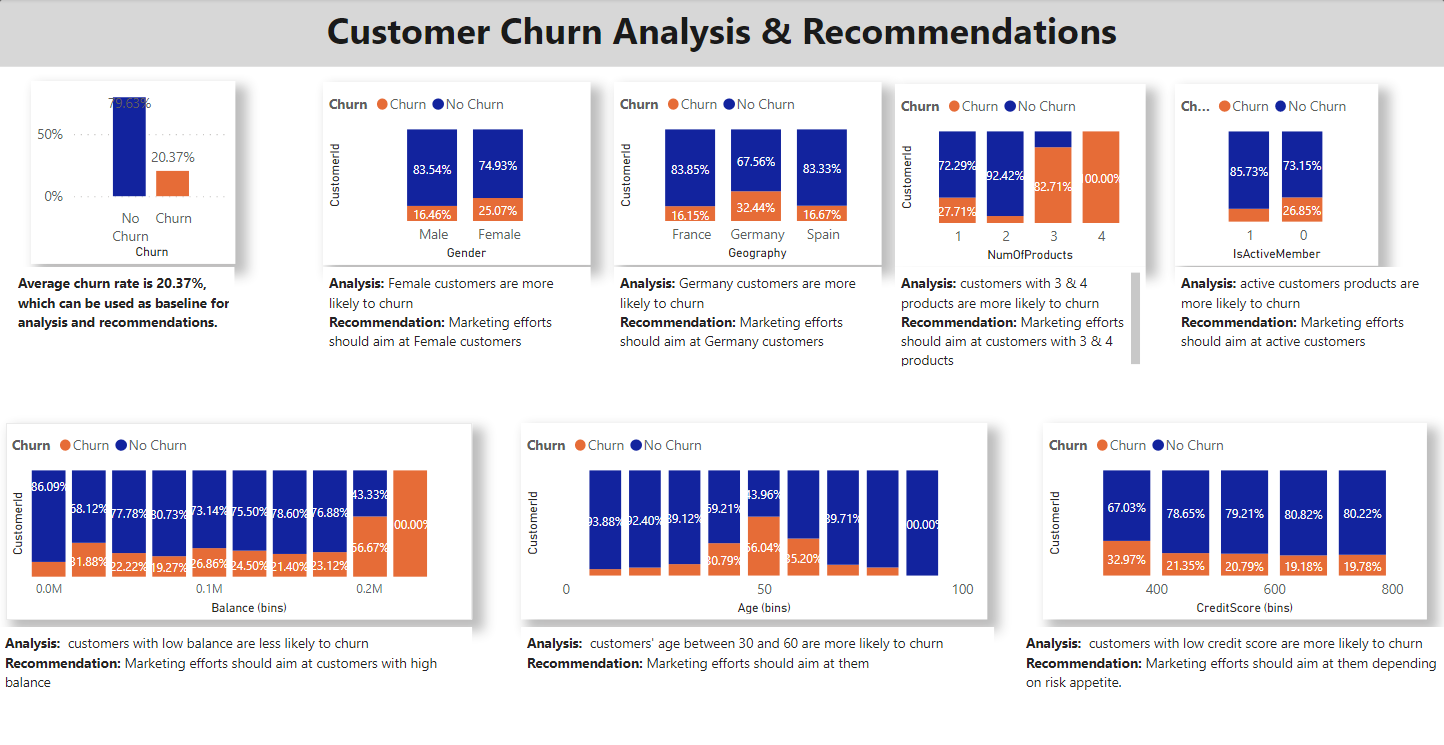 Customer Churn Analysis & Recommendations
79.63%
50%
20.37%
0%
No
Churn
Churn
Churn
Average churn rate is 20.37%,
which can be used as baseline for
analysis and recommendations.
Churn Churn No Churn
CustomerId
83.54%
74.93%
16.46%
25.07%
Male Female
Gender
Analysis: Female customers are more
likely to churn
Recommendation: Marketing efforts
should aim at Female customers
Churn Churn No Churn
CustomerId
83.85%
67.56%
83.33%
16.15%
32.44%
16.67%
France Germany Spain
Geography
Analysis: Germany customers are more
likely to churn
Recommendation: Marketing efforts
should aim at Germany customers
Churn Churn No Churn
CustomerId
72.29%
92.42%
82.71%
00.00%
27.71%
1 2 3 4
NumOfProducts
Analysis: customers with 3 & 4
products are more likely to churn
Recommendation: Marketing efforts
should aim at customers with 3 & 4
products
Ch... Churn No Churn
85.73%
73.15%
26.85%
1 0
IsActiveMember
Analysis: active customers products are
more likely to churn
Recommendation: Marketing efforts
should aim at active customers
Churn Churn No Churn
CustomerId
86.09% 68.12% 77.78% 80.73% 73.14% 75.50% 78.60% 76.88% 43.33% 00.00%
31.88% 22.22% 19.27% 26.86% 24.50% 21.40% 23.12% 56.67%
0.0M 0.1M 0.2M
Balance (bins)
Analysis: customers with low balance are less likely to churn
Recommendation: Marketing efforts should aim at customers with high
balance
Churn Churn No Churn
CustomerId
93.88% 92.40% 89.12% 69.21% 43.96% 89.71% 00.00%
30.79% 56.04% 35.20%
0 50 100
Age (bins)
Analysis: customers' age between 30 and 60 are more likely to churn
Recommendation: Marketing efforts should aim at them
Churn Churn No Churn
CustomerId
67.03% 78.65% 79.21% 80.82% 80.22%
32.97% 21.35% 20.79% 19.18% 19.78%
400 600 800
CreditScore (bins)
Analysis: customers with low credit score are more likely to churn
Recommendation: Marketing efforts should aim at them depending
on risk appetite.